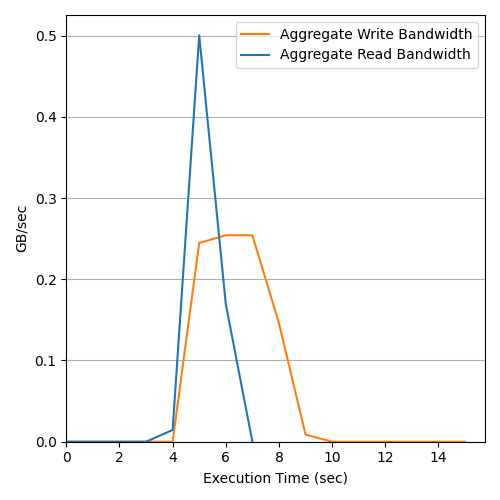 Aggregate Write Bandwidth
Aggregate Read Bandwidth
GB/sec
0.5
0.4
0.3
0.2
0.1
0.0
0 2 4 6 8 10 12 14
Execution Time (sec)